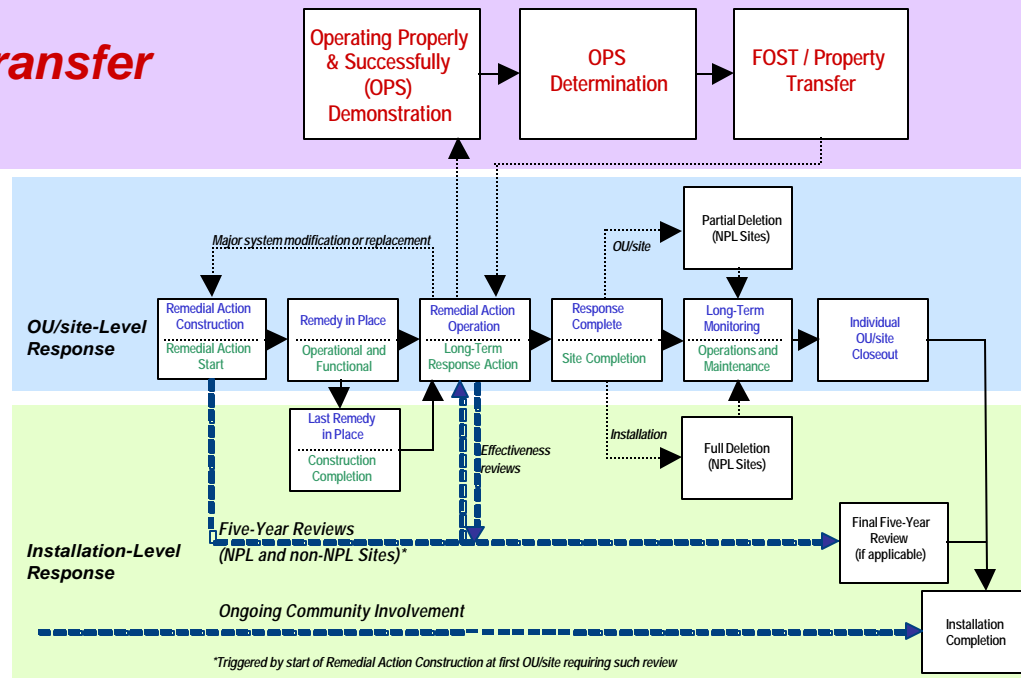 ransfer
Operating Properly
& Successfully
(OPS)
Demonstration
OPS
Determination
FOST / Property
Transfer
Major system modification or replacement
OU/site
Partial Deletion
(NPL Sites)
OU/site-Level
Response
Remedial Action
Construction
Remedial Action
Start
Remedy in Place
Operational and
Functional
Remedial Action
Operation
Long-Term
Response Action
Response
Complete
Site Completion
Long-Term
Monitoring
Operations and
Maintenance
Individual
OU/site
Closeout
Last Remedy
in Place
Construction
Completion
Effectiveness
reviews
Installation
Full Deletion
(NPL Sites)
Installation-Level
Response
Five-Year Reviews
(NPL and non-NPL Sites)*
Final Five-Year
Review
(if applicable)
Ongoing Community Involvement
Installation
Completion
*Triggered by start of Remedial Action Construction at first OU/site requiring such review